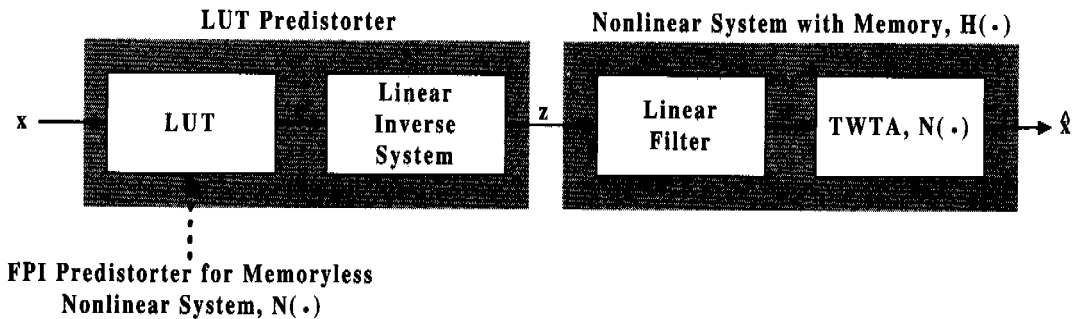 LUT Predistorter
Nonlinear System with Memory, H(·)
x
LUT
Linear
Inverse
System
z
Linear
Filter
TWTA, N(·)
x̂
FPI Predistorter for Memoryless
Nonlinear System, N(·)